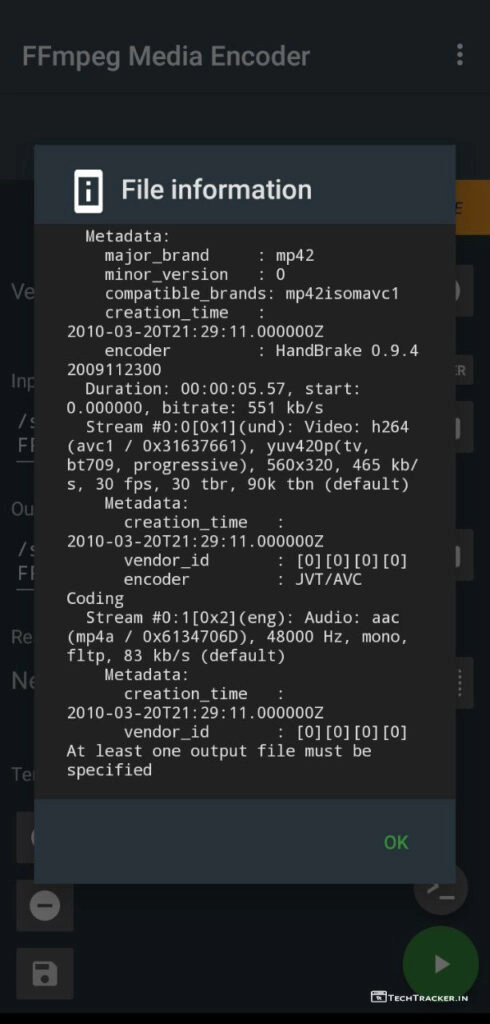 FFmpeg Media Encoder
File information
Metadata:
major_brand : mp42
minor_version : 0
compatible_brands: mp42isomavc1
creation_time :
2010-03-20T21:29:11.000000Z
encoder : HandBrake 0.9.4
2009112300
Duration: 00:00:05.57, start:
0.000000, bitrate: 551 kb/s
Stream #0:0[0x1](und): Video: h264
(avc1 / 0x31637661), yuv420p(tv,
bt709, progressive), 560x320, 465 kb/
s, 30 fps, 30 tbr, 90k tbn (default)
Metadata:
creation_time :
2010-03-20T21:29:11.000000Z
vendor_id : [0][0][0][0]
encoder : JVT/AVC
Coding
Stream #0:1[0x2](eng): Audio: aac
(mp4a / 0x6134706D), 48000 Hz, mono,
fltp, 83 kb/s (default)
Metadata:
creation_time :
2010-03-20T21:29:11.000000Z
vendor_id : [0][0][0][0]
At least one output file must be
specified
OK
TECHTRACKER.IN